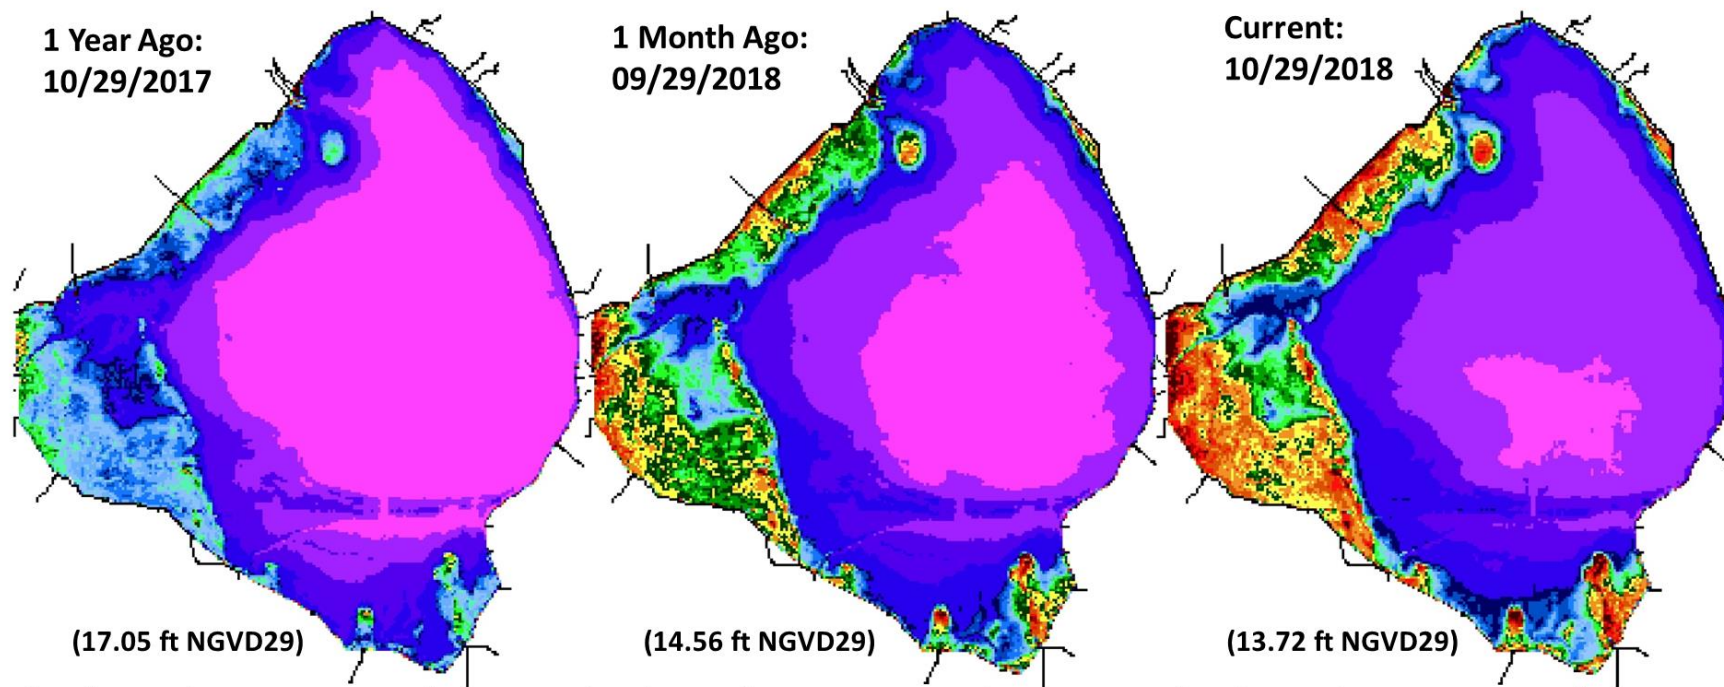 1 Year Ago:
10/29/2017
1 Month Ago:
09/29/2018
Current:
10/29/2018
(17.05 ft NGVD29)
(14.56 ft NGVD29)
(13.72 ft NGVD29)